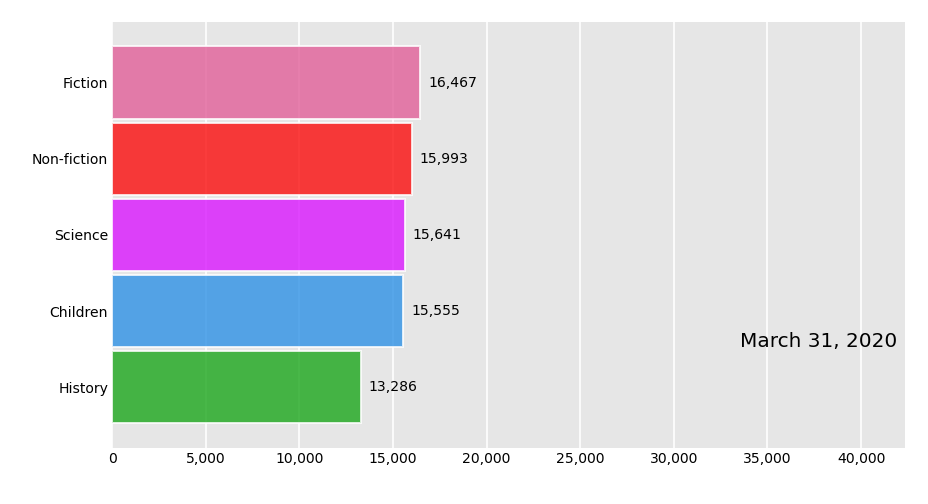 Fiction 16,467
Non-fiction 15,993
Science 15,641
Children 15,555
March 31, 2020
History 13,286
0 5,000 10,000 15,000 20,000 25,000 30,000 35,000 40,000